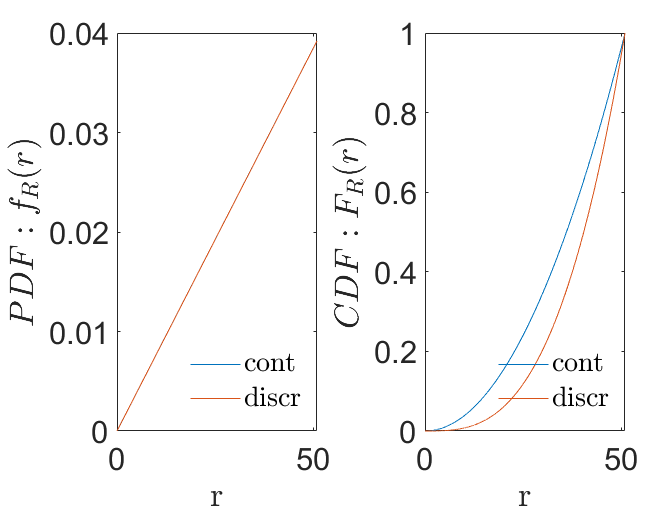 0.04
0.03
0.02
0.01
0
PDF : f_R(r)
cont
discr
0
50
r
1
0.8
0.6
0.4
0.2
0
CDF : F_R(r)
cont
discr
0
50
r